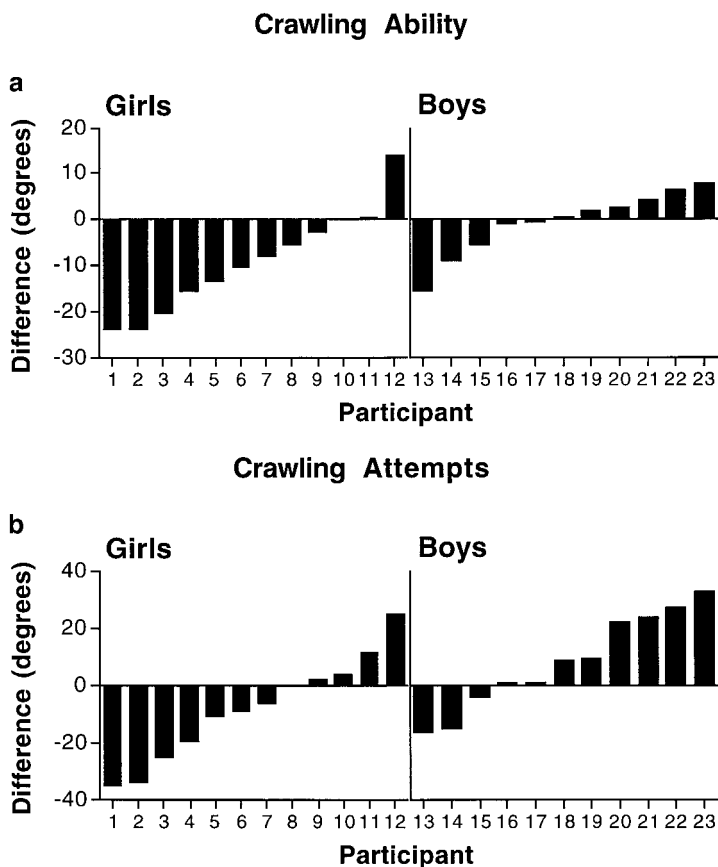 Crawling Ability
a
Girls Boys
Difference (degrees)
20
10
0
-10
-20
-30
1 2 3 4 5 6 7 8 9 10 11 12 13 14 15 16 17 18 19 20 21 22 23
Participant
Crawling Attempts
b
Girls Boys
Difference (degrees)
40
20
0
-20
-40
1 2 3 4 5 6 7 8 9 10 11 12 13 14 15 16 17 18 19 20 21 22 23
Participant